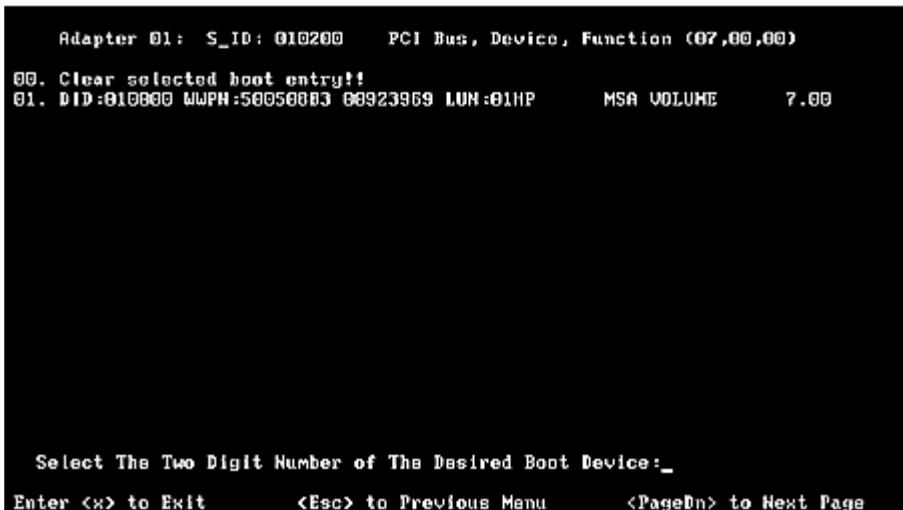 Adapter 01: S_ID: 010200 PCI Bus, Device, Function (07,00,00)
00. Clear selected boot entry!!
01. DID:010800 WWPN:500508B3 00923969 LUN:01HP MSA VOLUME 7.00
Select The Two Digit Number of The Desired Boot Device:_
Enter <x> to Exit <Esc> to Previous Menu <PageDn> to Next Page